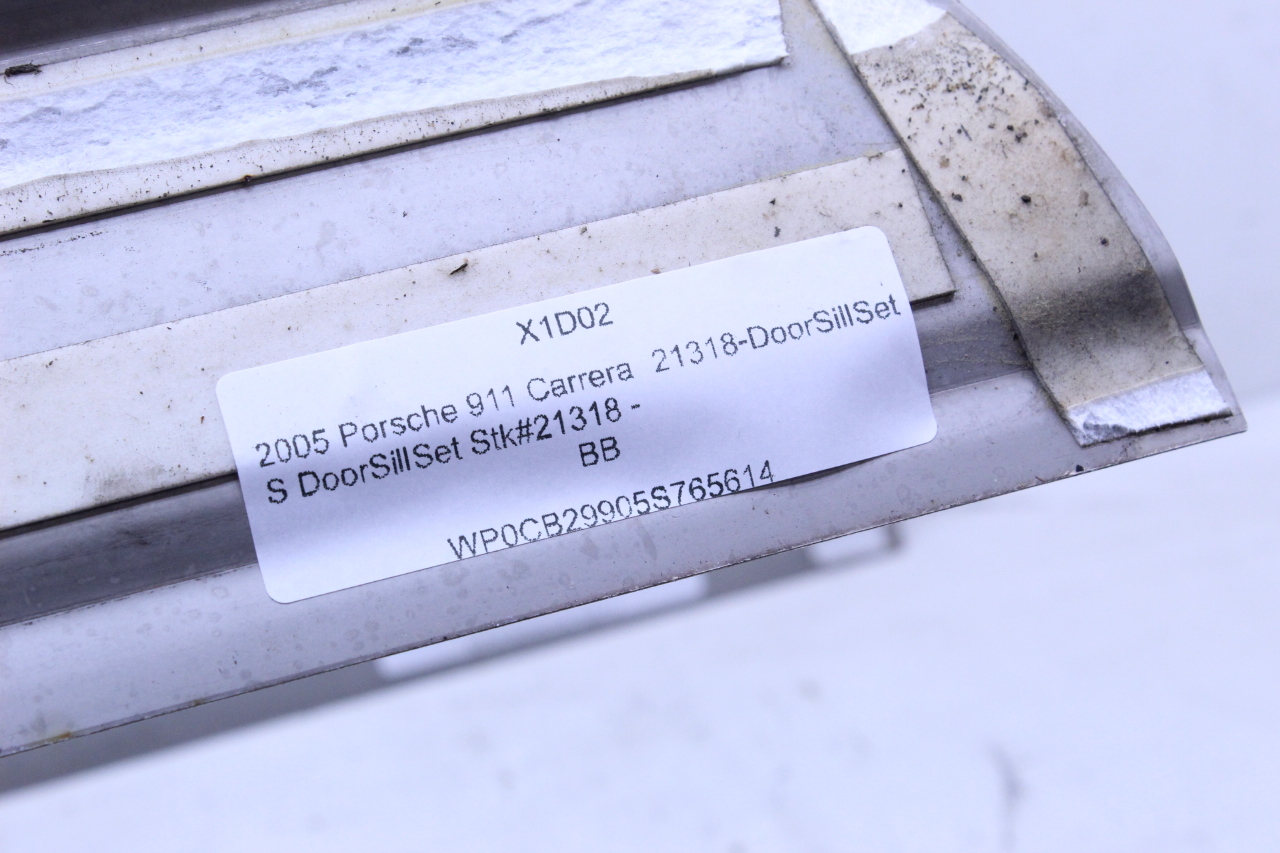 X1D02
2005 Porsche 911 Carrera 21318-DoorSillSet
S DoorSillSet Stk#21318 -
BB
WP0CB29905S765614